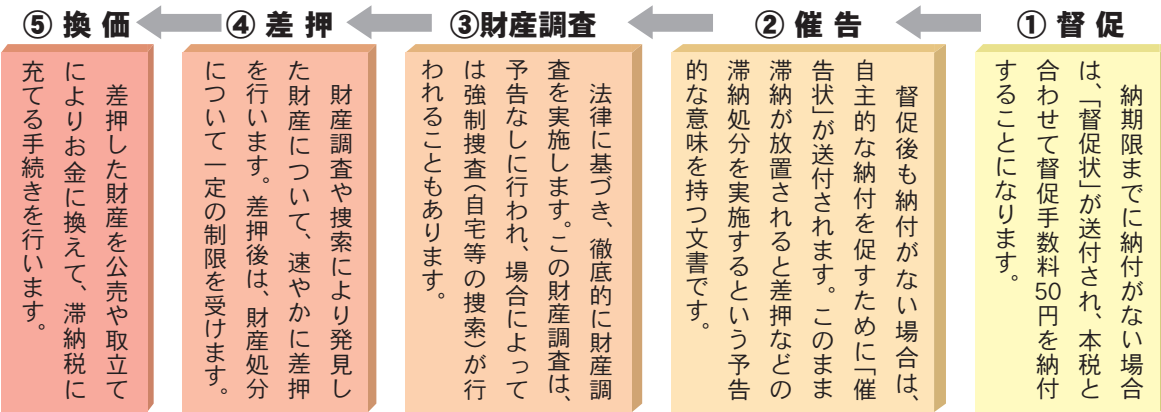 ① 督 促
納期限までに納付がない場合
は、「督促状」が送付され、本税と
合わせて督促手数料50円を納付
することになります。
② 催 告
督促後も納付がない場合は、
自主的な納付を促すために「催
告状」が送付されます。このまま
滞納が放置されると差押などの
滞納処分を実施するという予告
的な意味を持つ文書です。
③財産調査
法律に基づき、徹底的に財産調
査を実施します。この財産調査は、
予告なしに行われ、場合によって
は強制捜査(自宅等の捜索)が行
われることもあります。
④ 差 押
財産調査や捜索により発見し
た財産について、速やかに差押
を行います。差押後は、財産処分
について一定の制限を受けます。
⑤ 換 価
差押した財産を公売や取立て
によりお金に換えて、滞納税に
充てる手続きを行います。